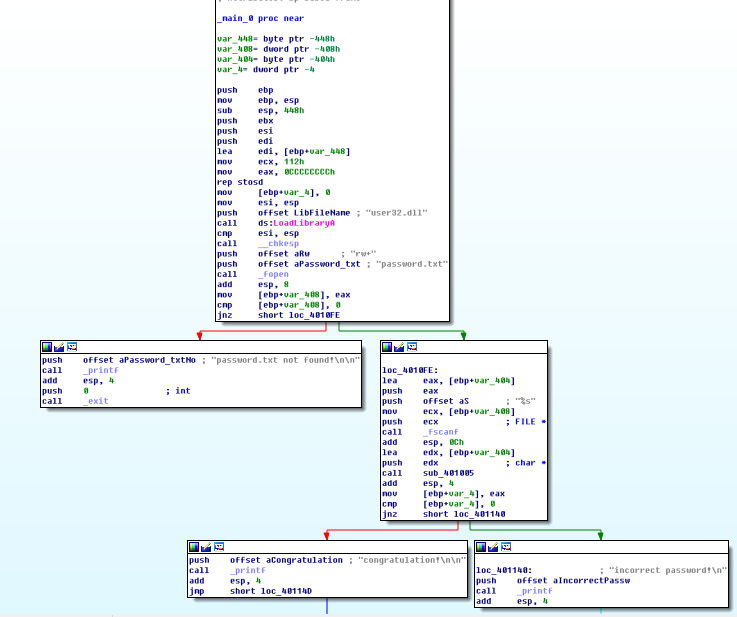 _main_0 proc near
var_448= byte ptr -448h
var_408= dword ptr -408h
var_404= byte ptr -404h
var_4= dword ptr -4
push ebp
mov ebp, esp
sub esp, 448h
push ebx
push esi
push edi
lea edi, [ebp+var_448]
mov ecx, 112h
mov eax, 0CCCCCCCCh
rep stosd
mov [ebp+var_4], 0
mov esi, esp
push offset LibFileName ; "user32.dll"
call ds:LoadLibraryA
cmp esi, esp
call __chkesp
push offset aRw ; "rw+"
push offset aPassword_txt ; "password.txt"
call _fopen
add esp, 8
mov [ebp+var_408], eax
cmp [ebp+var_408], 0
jnz short loc_4010FE
push offset aPassword_txtNo ; "password.txt not found!\n\n"
call _printf
add esp, 4
push 0 ; int
call _exit
loc_4010FE:
lea eax, [ebp+var_404]
push eax
push offset aS ; "%s"
mov ecx, [ebp+var_408]
push ecx ; FILE *
call _fscanf
add esp, 0Ch
lea edx, [ebp+var_404]
push edx ; char *
call sub_401005
add esp, 4
mov [ebp+var_4], eax
cmp [ebp+var_4], 0
jnz short loc_401140
push offset aCongratulation ; "congratulation!\n\n"
call _printf
add esp, 4
jmp short loc_40114D
loc_401140: ; "incorrect password!\n"
push offset aIncorrectPassw
call _printf
add esp, 4